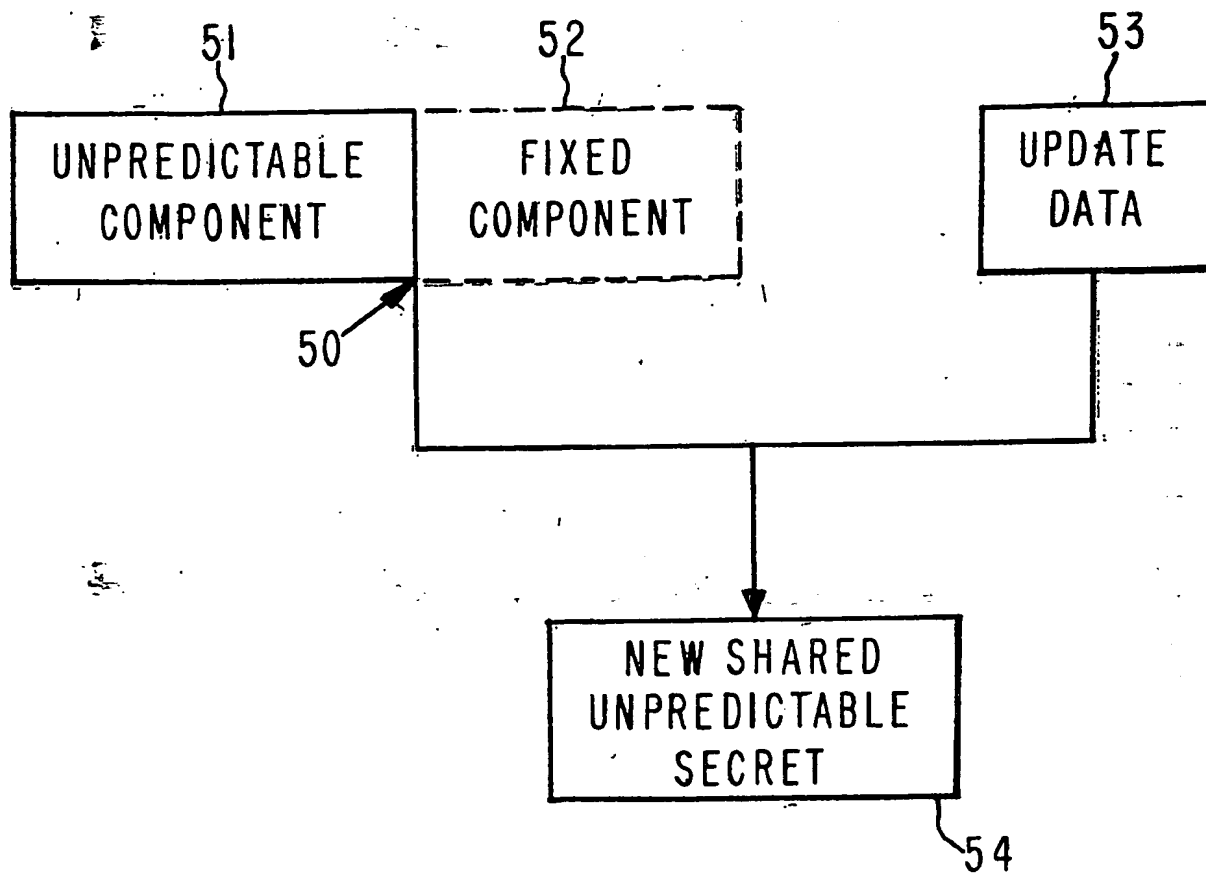 51
52
53
UNPREDICTABLE
COMPONENT
FIXED
COMPONENT
UPDATE
DATA
50
NEW SHARED
UNPREDICTABLE
SECRET
54